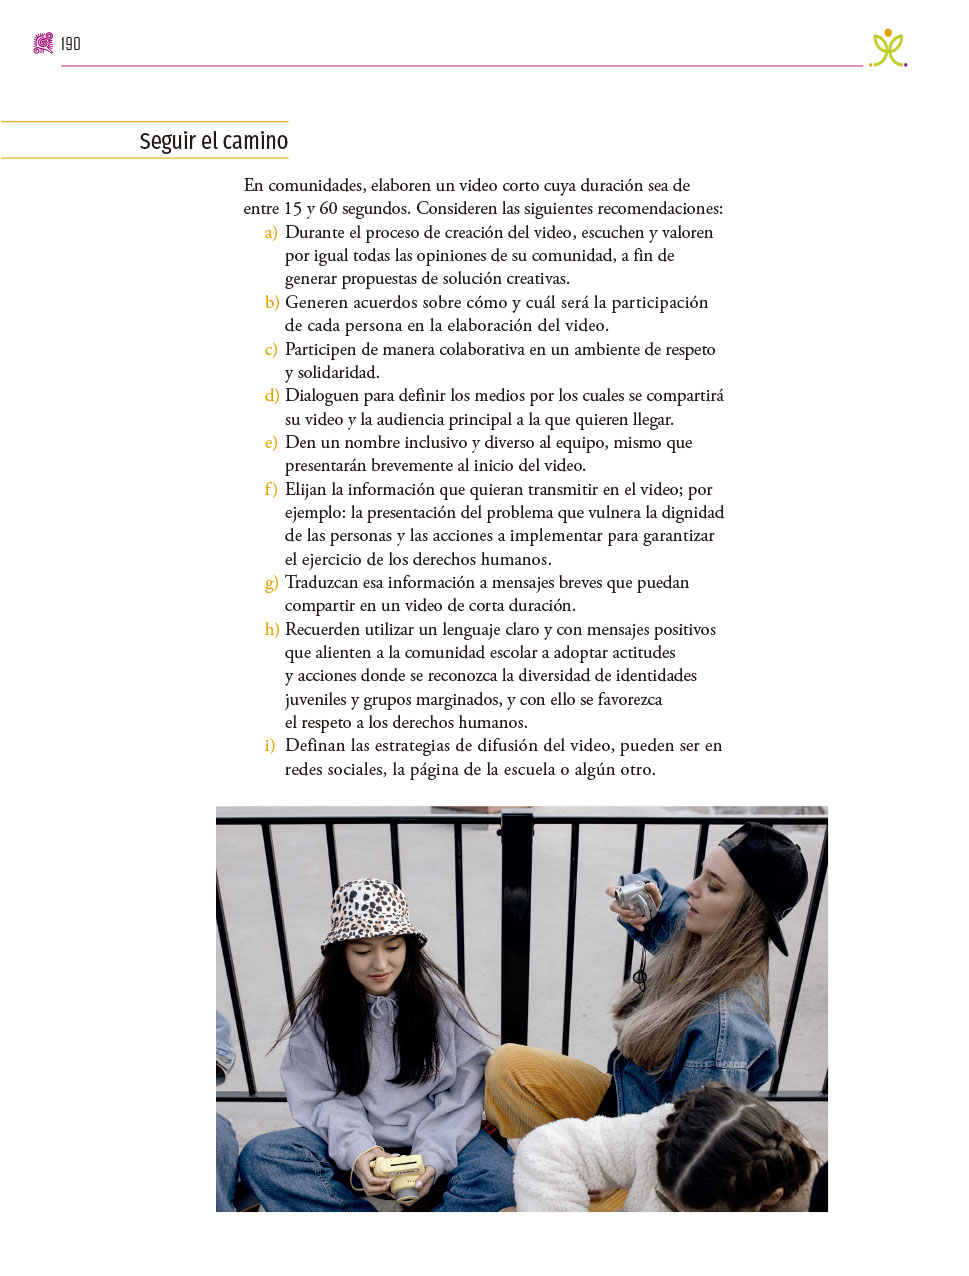 190
Seguir el camino
En comunidades, elaboren un video corto cuya duración sea de
entre 15 y 60 segundos. Consideren las siguientes recomendaciones:
a) Durante el proceso de creación del video, escuchen y valoren
por igual todas las opiniones de su comunidad, a fin de
generar propuestas de solución creativas.
b) Generen acuerdos sobre cómo y cuál será la participación
de cada persona en la elaboración del video.
c) Participen de manera colaborativa en un ambiente de respeto
y solidaridad.
d) Dialoguen para definir los medios por los cuales se compartirá
su video y la audiencia principal a la que quieren llegar.
e) Den un nombre inclusivo y diverso al equipo, mismo que
presentarán brevemente al inicio del video.
f) Elijan la información que quieran transmitir en el video; por
ejemplo: la presentación del problema que vulnera la dignidad
de las personas y las acciones a implementar para garantizar
el ejercicio de los derechos humanos.
g) Traduzcan esa información a mensajes breves que puedan
compartir en un video de corta duración.
h) Recuerden utilizar un lenguaje claro y con mensajes positivos
que alienten a la comunidad escolar a adoptar actitudes
y acciones donde se reconozca la diversidad de identidades
juveniles y grupos marginados, y con ello se favorezca
el respeto a los derechos humanos.
i) Definan las estrategias de difusión del video, pueden ser en
redes sociales, la página de la escuela o algún otro.